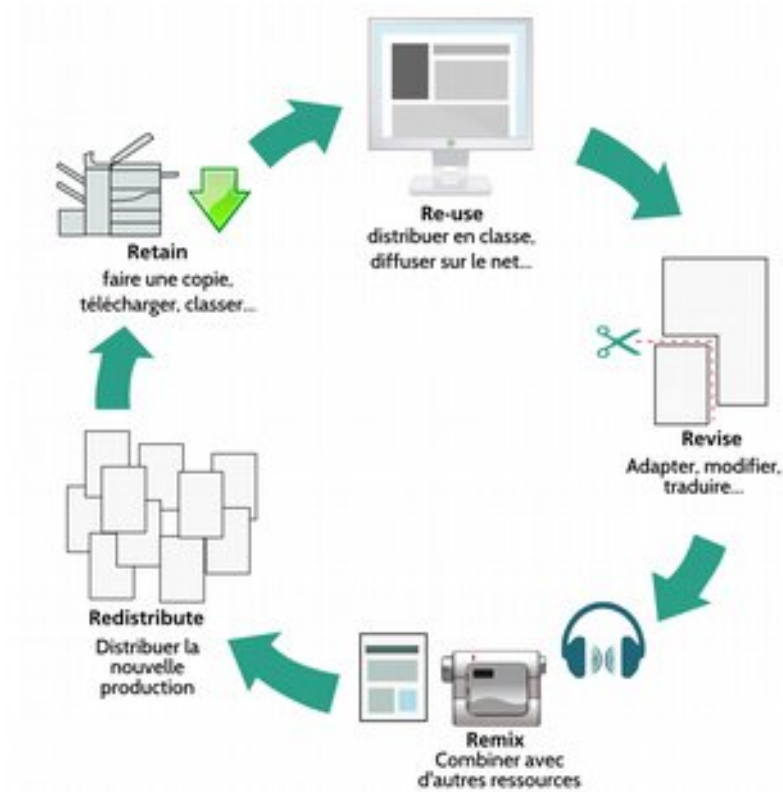 Re-use
distribuer en classe,
diffuser sur le net...
Retain
faire une copie,
télécharger, classer...
Revise
Adapter, modifier,
traduire...
Remix
Combiner avec
d'autres ressources
Redistribute
Distribuer la
nouvelle
production